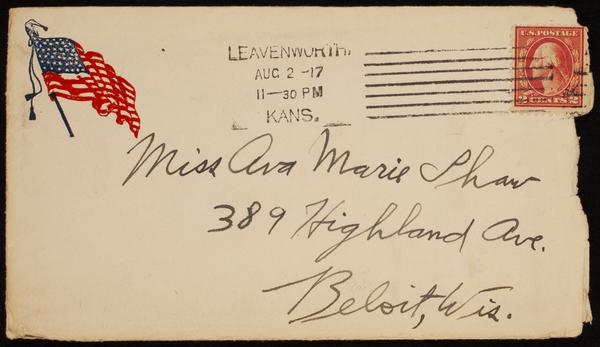 LEAVENWORTH,
AUG 2 -17
11-30 PM
KANS.
U.S. POSTAGE
2 CENTS 2
Miss Ava Marie Shaw
389 Highland Ave.
Beloit, Wis.